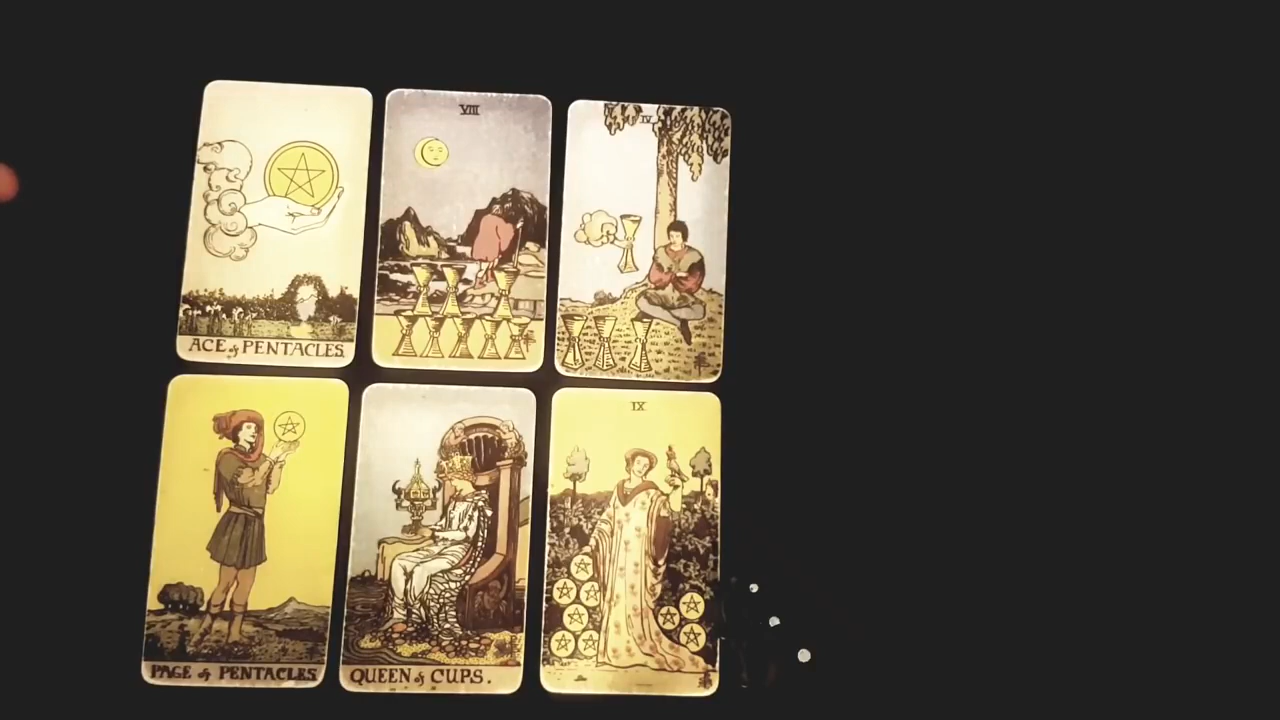 VIII
IV
ACE of PENTACLES.
IX
PAGE of PENTACLES.
QUEEN of CUPS.